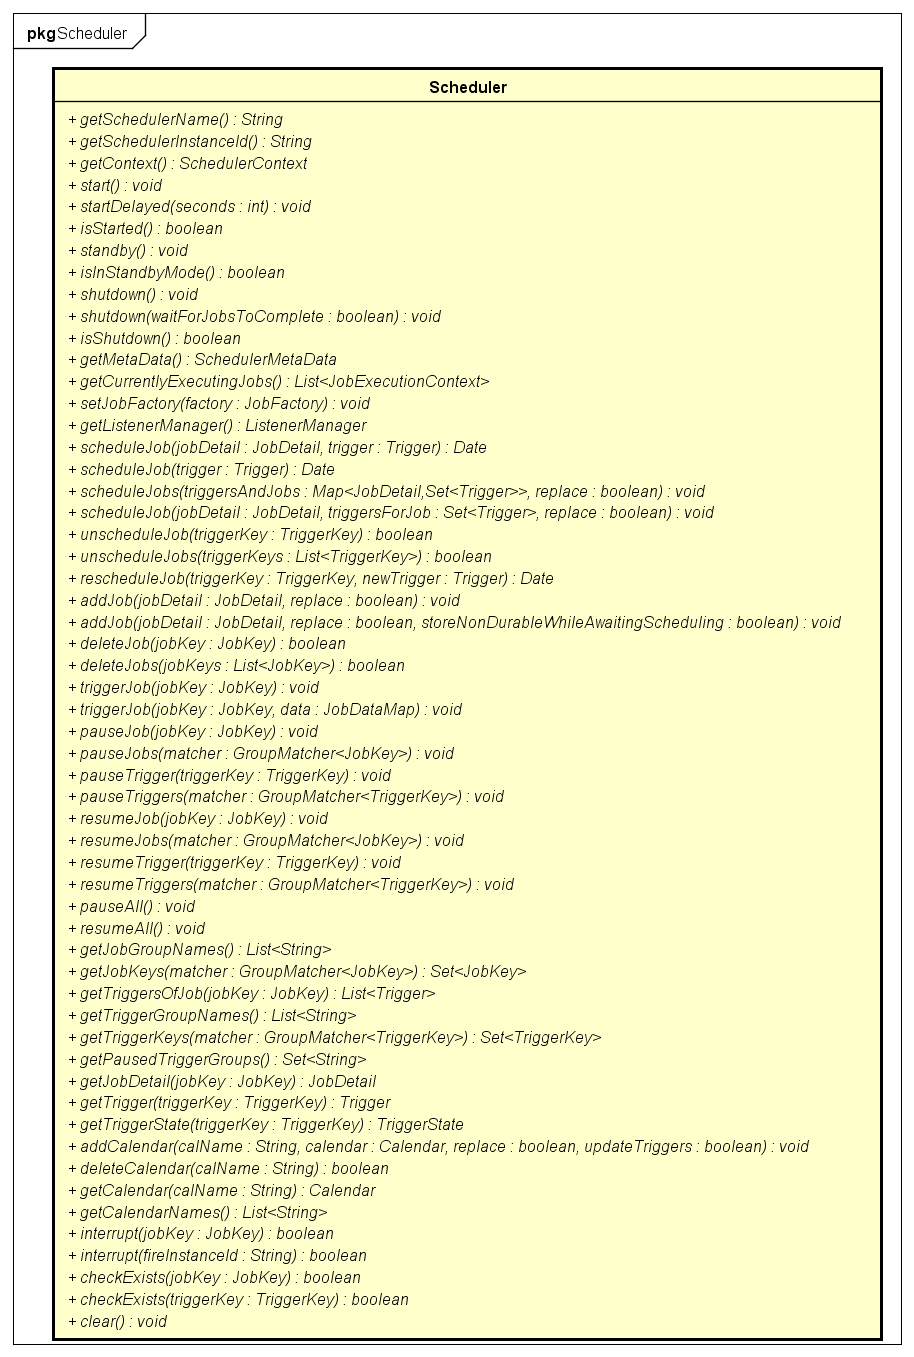 pkgScheduler
Scheduler
+ getSchedulerName() : String
+ getSchedulerInstanceId() : String
+ getContext() : SchedulerContext
+ start() : void
+ startDelayed(seconds : int) : void
+ isStarted() : boolean
+ standby() : void
+ isInStandbyMode() : boolean
+ shutdown() : void
+ shutdown(waitForJobsToComplete : boolean) : void
+ isShutdown() : boolean
+ getMetaData() : SchedulerMetaData
+ getCurrentlyExecutingJobs() : List<JobExecutionContext>
+ setJobFactory(factory : JobFactory) : void
+ getListenerManager() : ListenerManager
+ scheduleJob(jobDetail : JobDetail, trigger : Trigger) : Date
+ scheduleJob(trigger : Trigger) : Date
+ scheduleJobs(triggersAndJobs : Map<JobDetail,Set<Trigger>>, replace : boolean) : void
+ scheduleJob(jobDetail : JobDetail, triggersForJob : Set<Trigger>, replace : boolean) : void
+ unscheduleJob(triggerKey : TriggerKey) : boolean
+ unscheduleJobs(triggerKeys : List<TriggerKey>) : boolean
+ rescheduleJob(triggerKey : TriggerKey, newTrigger : Trigger) : Date
+ addJob(jobDetail : JobDetail, replace : boolean) : void
+ addJob(jobDetail : JobDetail, replace : boolean, storeNonDurableWhileAwaitingScheduling : boolean) : void
+ deleteJob(jobKey : JobKey) : boolean
+ deleteJobs(jobKeys : List<JobKey>) : boolean
+ triggerJob(jobKey : JobKey) : void
+ triggerJob(jobKey : JobKey, data : JobDataMap) : void
+ pauseJob(jobKey : JobKey) : void
+ pauseJobs(matcher : GroupMatcher<JobKey>) : void
+ pauseTrigger(triggerKey : TriggerKey) : void
+ pauseTriggers(matcher : GroupMatcher<TriggerKey>) : void
+ resumeJob(jobKey : JobKey) : void
+ resumeJobs(matcher : GroupMatcher<JobKey>) : void
+ resumeTrigger(triggerKey : TriggerKey) : void
+ resumeTriggers(matcher : GroupMatcher<TriggerKey>) : void
+ pauseAll() : void
+ resumeAll() : void
+ getJobGroupNames() : List<String>
+ getJobKeys(matcher : GroupMatcher<JobKey>) : Set<JobKey>
+ getTriggersOfJob(jobKey : JobKey) : List<Trigger>
+ getTriggerGroupNames() : List<String>
+ getTriggerKeys(matcher : GroupMatcher<TriggerKey>) : Set<TriggerKey>
+ getPausedTriggerGroups() : Set<String>
+ getJobDetail(jobKey : JobKey) : JobDetail
+ getTrigger(triggerKey : TriggerKey) : Trigger
+ getTriggerState(triggerKey : TriggerKey) : TriggerState
+ addCalendar(calName : String, calendar : Calendar, replace : boolean, updateTriggers : boolean) : void
+ deleteCalendar(calName : String) : boolean
+ getCalendar(calName : String) : Calendar
+ getCalendarNames() : List<String>
+ interrupt(jobKey : JobKey) : boolean
+ interrupt(fireInstanceId : String) : boolean
+ checkExists(jobKey : JobKey) : boolean
+ checkExists(triggerKey : TriggerKey) : boolean
+ clear() : void